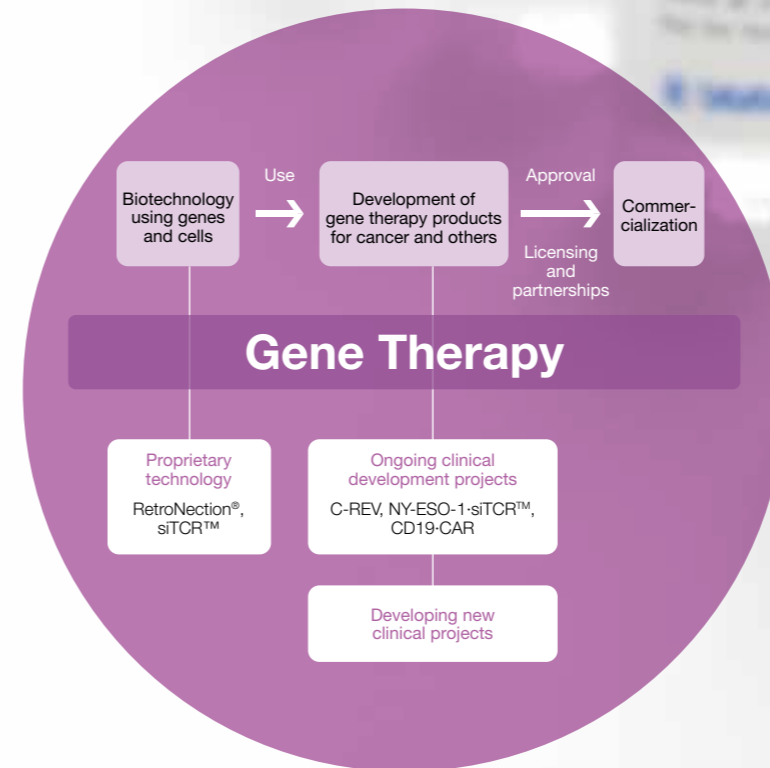 Biotechnology
using genes
and cells
Use
Development of
gene therapy products
for cancer and others
Approval
Licensing
and
partnerships
Commer-
cialization
Gene Therapy
Proprietary
technology
RetroNection®,
siTCR™
Ongoing clinical
development projects
C-REV, NY-ESO-1·siTCR™,
CD19·CAR
Developing new
clinical projects